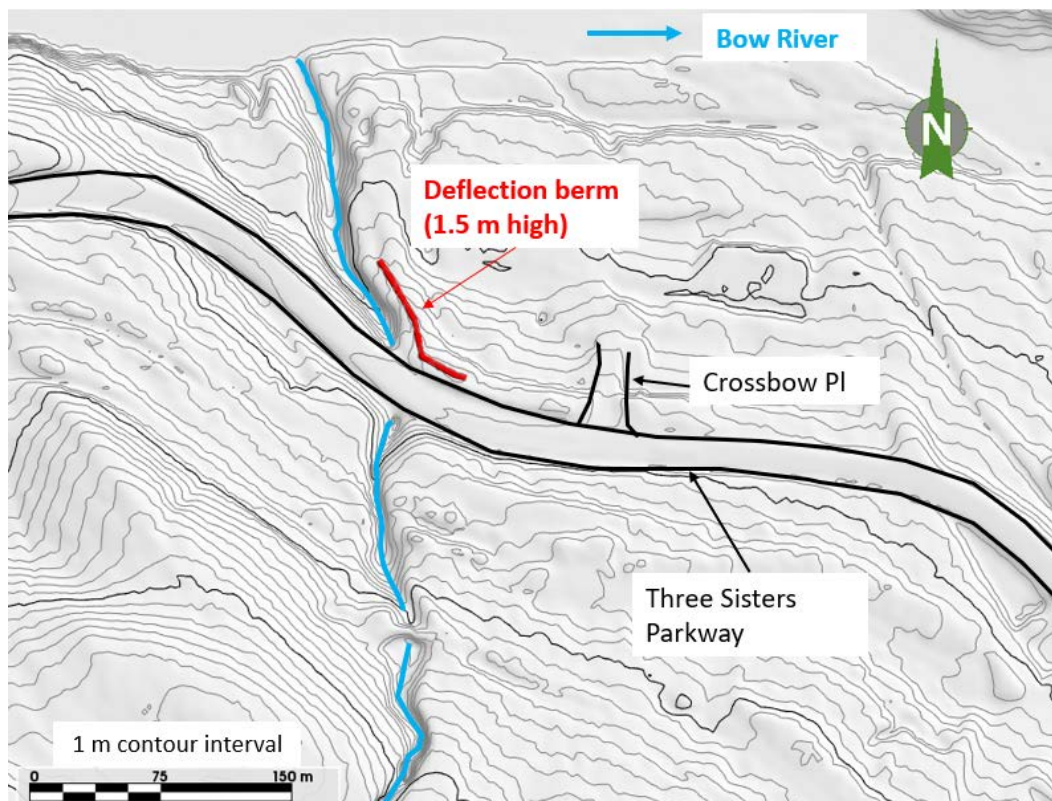 Bow River
N
Deflection berm
(1.5 m high)
Crossbow Pl
Three Sisters
Parkway
1 m contour interval
0 75 150 m